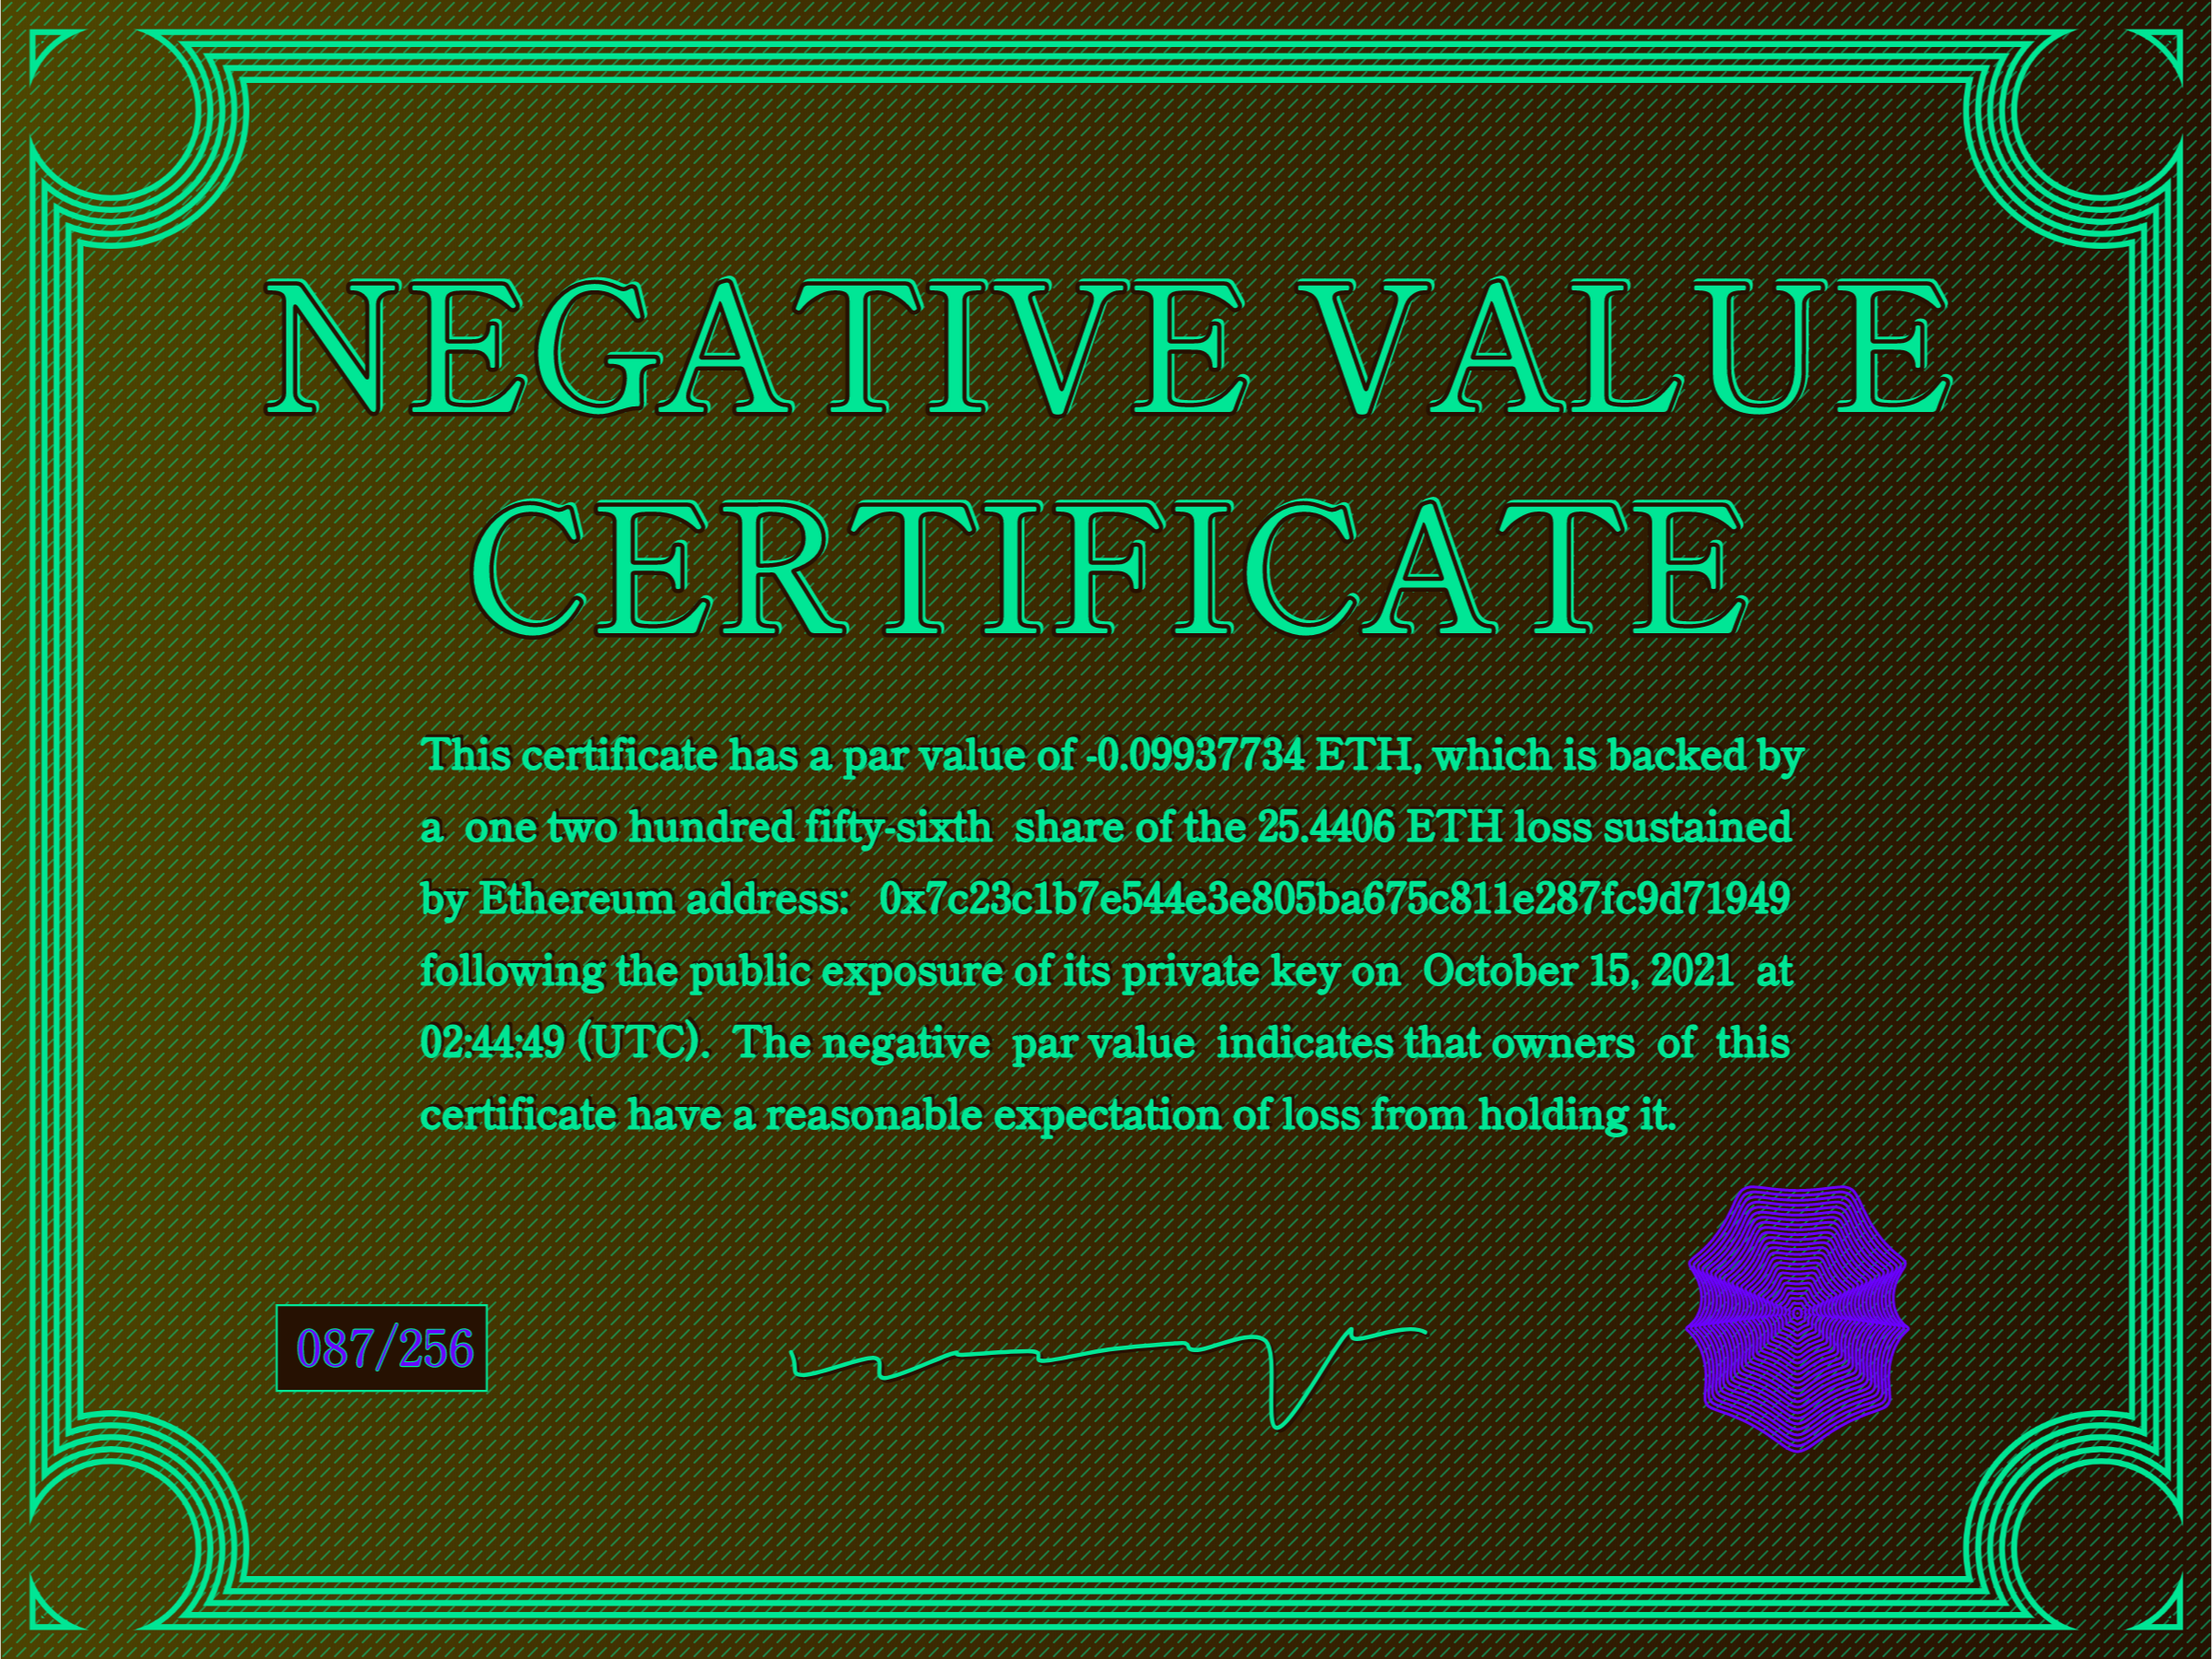 NEGATIVE VALUE
CERTIFICATE
This certificate has a par value of -0.09937734 ETH, which is backed by
a one two hundred fifty-sixth share of the 25.4406 ETH loss sustained
by Ethereum address: 0x7c23c1b7e544e3e805ba675c811e287fc9d71949
following the public exposure of its private key on October 15, 2021 at
02:44:49 (UTC). The negative par value indicates that owners of this
certificate have a reasonable expectation of loss from holding it.
087/256